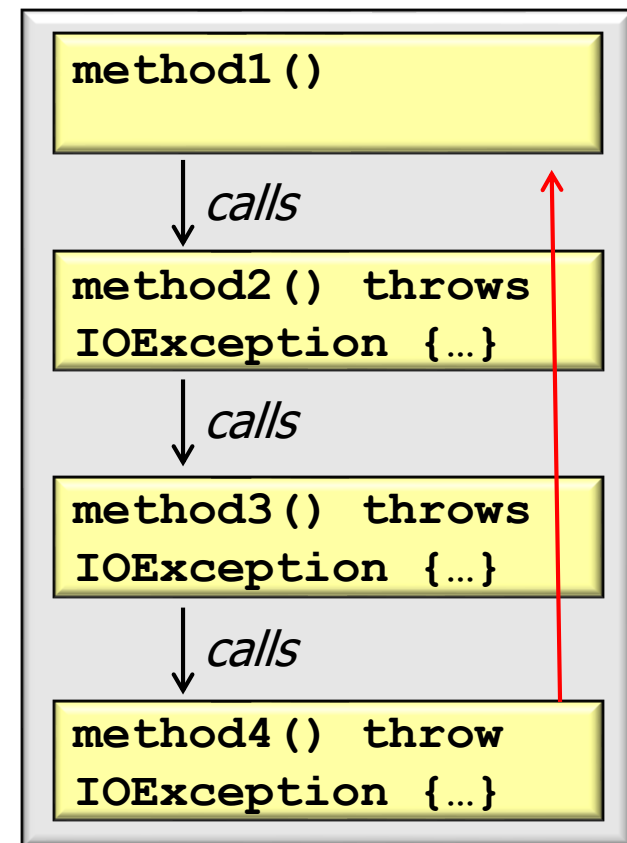 method1()
calls
method2() throws
IOException {…}
calls
method3() throws
IOException {…}
calls
method4() throw
IOException {…}